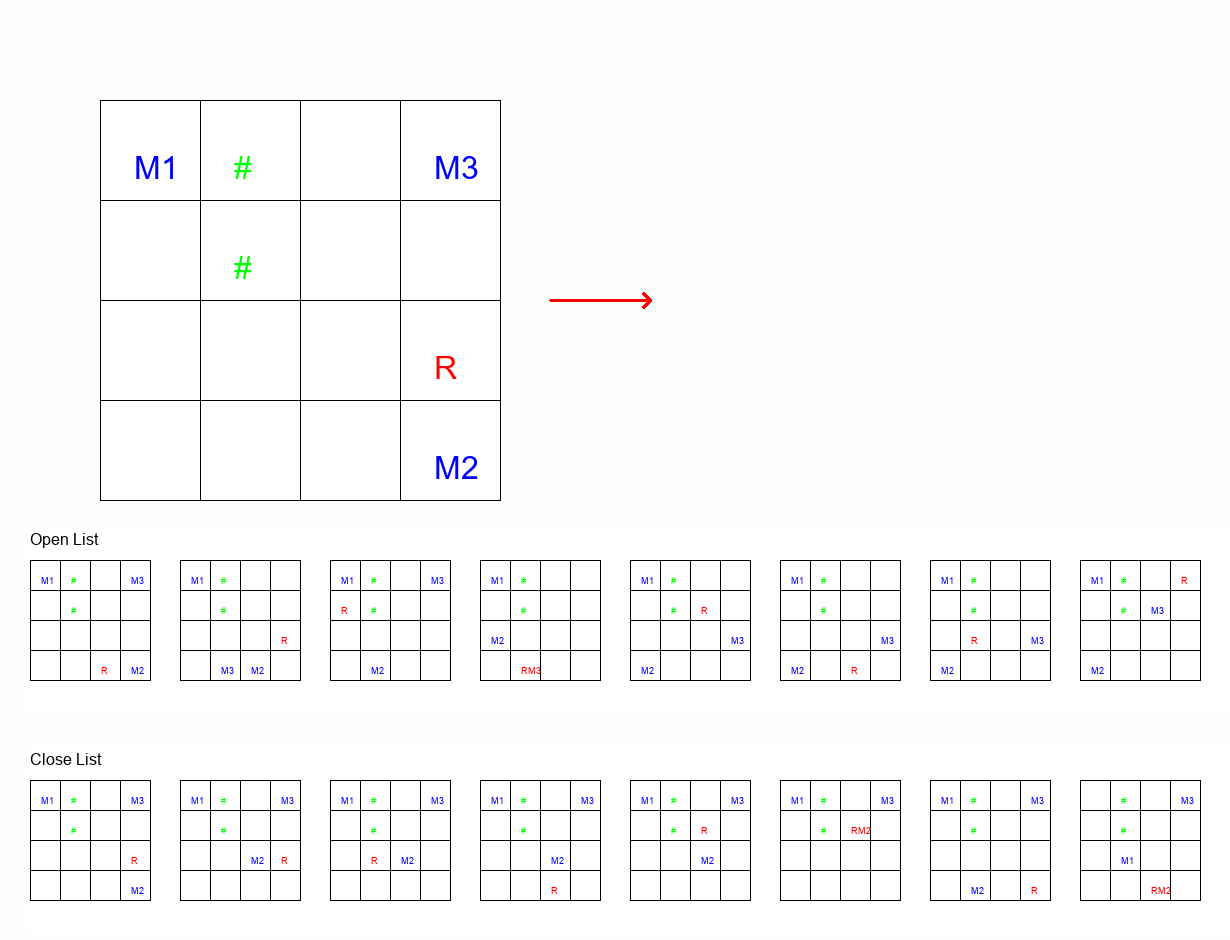 M1 # M3
#
R
M2
Open List
M1 # M3 M1 # M1 # M3 M1 # M1 # M1 # M1 # M1 # R
# # R # # # R # # # M3
R M2 M3 M3 R M3
R M2 M3 M2 M2 RM3 M2 M2 R M2 M2
Close List
M1 # M3 M1 # M3 M1 # M3 M1 # M3 M1 # M3 M1 # M3 M1 # M3 # M3
# # # # # R # RM2 # #
R M2 R R M2 M2 M2 M1
M2 R M2 R RM2